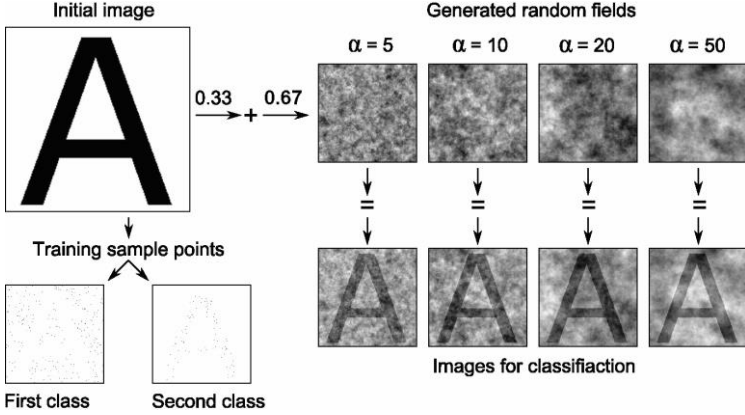 Initial image
Generated random fields
α = 5 α = 10 α = 20 α = 50
A
0.33 + 0.67
= = = =
Training sample points
A A A A
Images for classifiaction
First class Second class